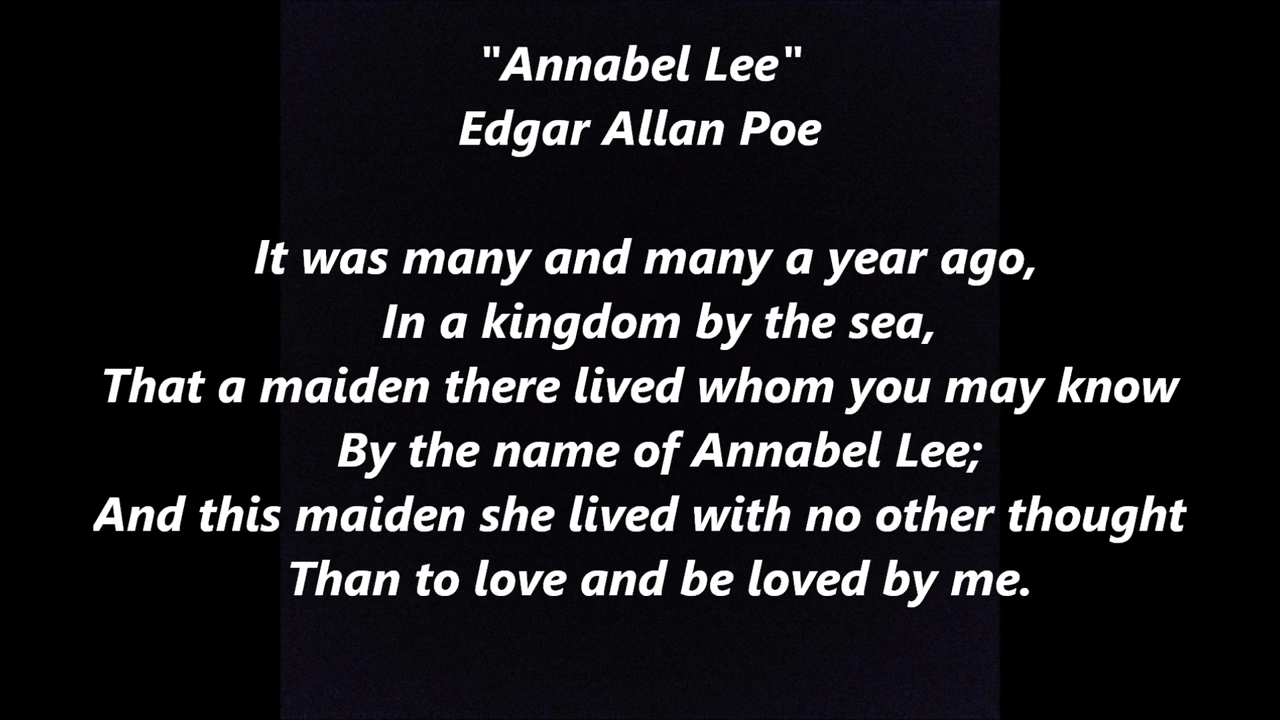 "Annabel Lee"
Edgar Allan Poe
It was many and many a year ago,
In a kingdom by the sea,
That a maiden there lived whom you may know
By the name of Annabel Lee;
And this maiden she lived with no other thought
Than to love and be loved by me.